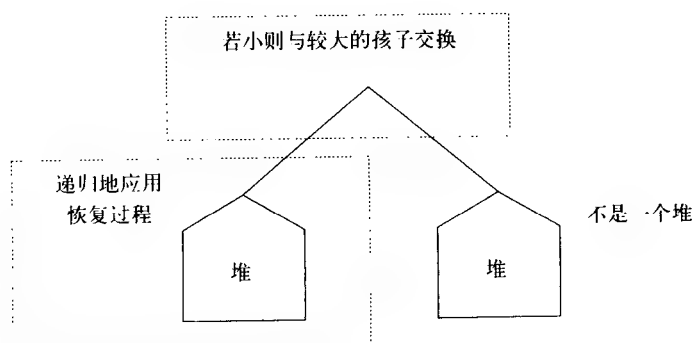 若小则与较大的孩子交换
递归地应用
恢复过程
不是一个堆
堆
堆